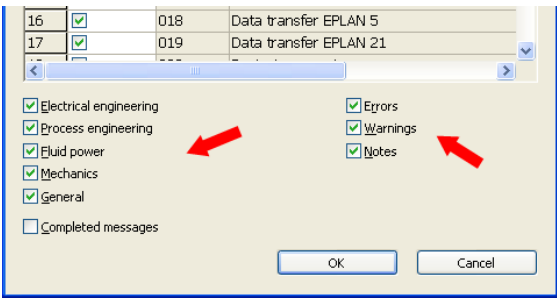 16 018 Data transfer EPLAN 5
17 019 Data transfer EPLAN 21
Electrical engineering Errors
Process engineering Warnings
Fluid power Notes
Mechanics
General
Completed messages
OK Cancel